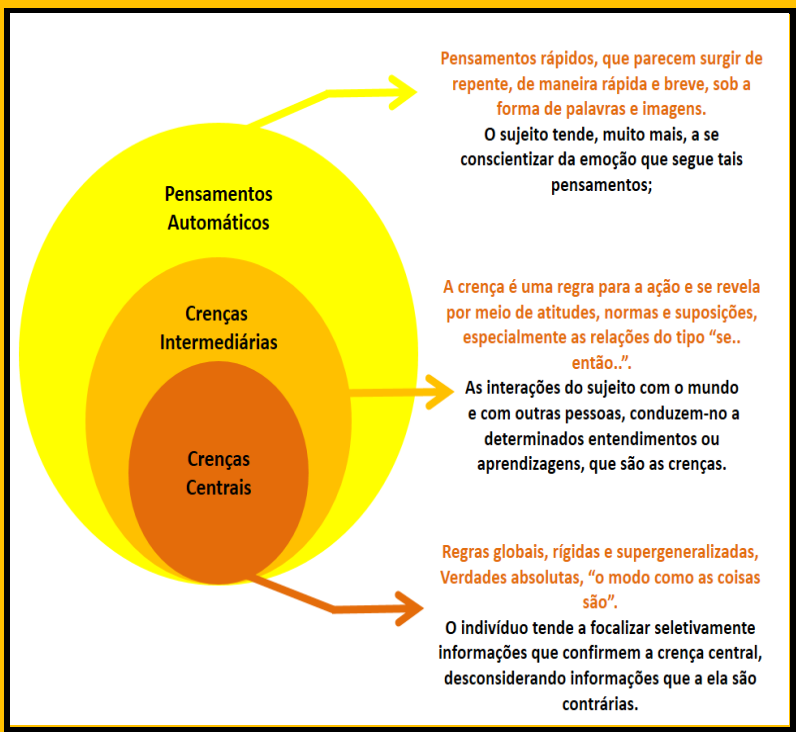 Pensamentos rápidos, que parecem surgir de
repente, de maneira rápida e breve, sob a
forma de palavras e imagens.
O sujeito tende, muito mais, a se
conscientizar da emoção que segue tais
pensamentos;
Pensamentos
Automáticos
A crença é uma regra para a ação e se revela
por meio de atitudes, normas e suposições,
especialmente as relações do tipo “se..
então..”.
As interações do sujeito com o mundo
e com outras pessoas, conduzem-no a
determinados entendimentos ou
aprendizagens, que são as crenças.
Crenças
Intermediárias
Crenças
Centrais
Regras globais, rígidas e supergeneralizadas,
Verdades absolutas, “o modo como as coisas
são”.
O indivíduo tende a focalizar seletivamente
informações que confirmem a crença central,
desconsiderando informações que a ela são
contrárias.